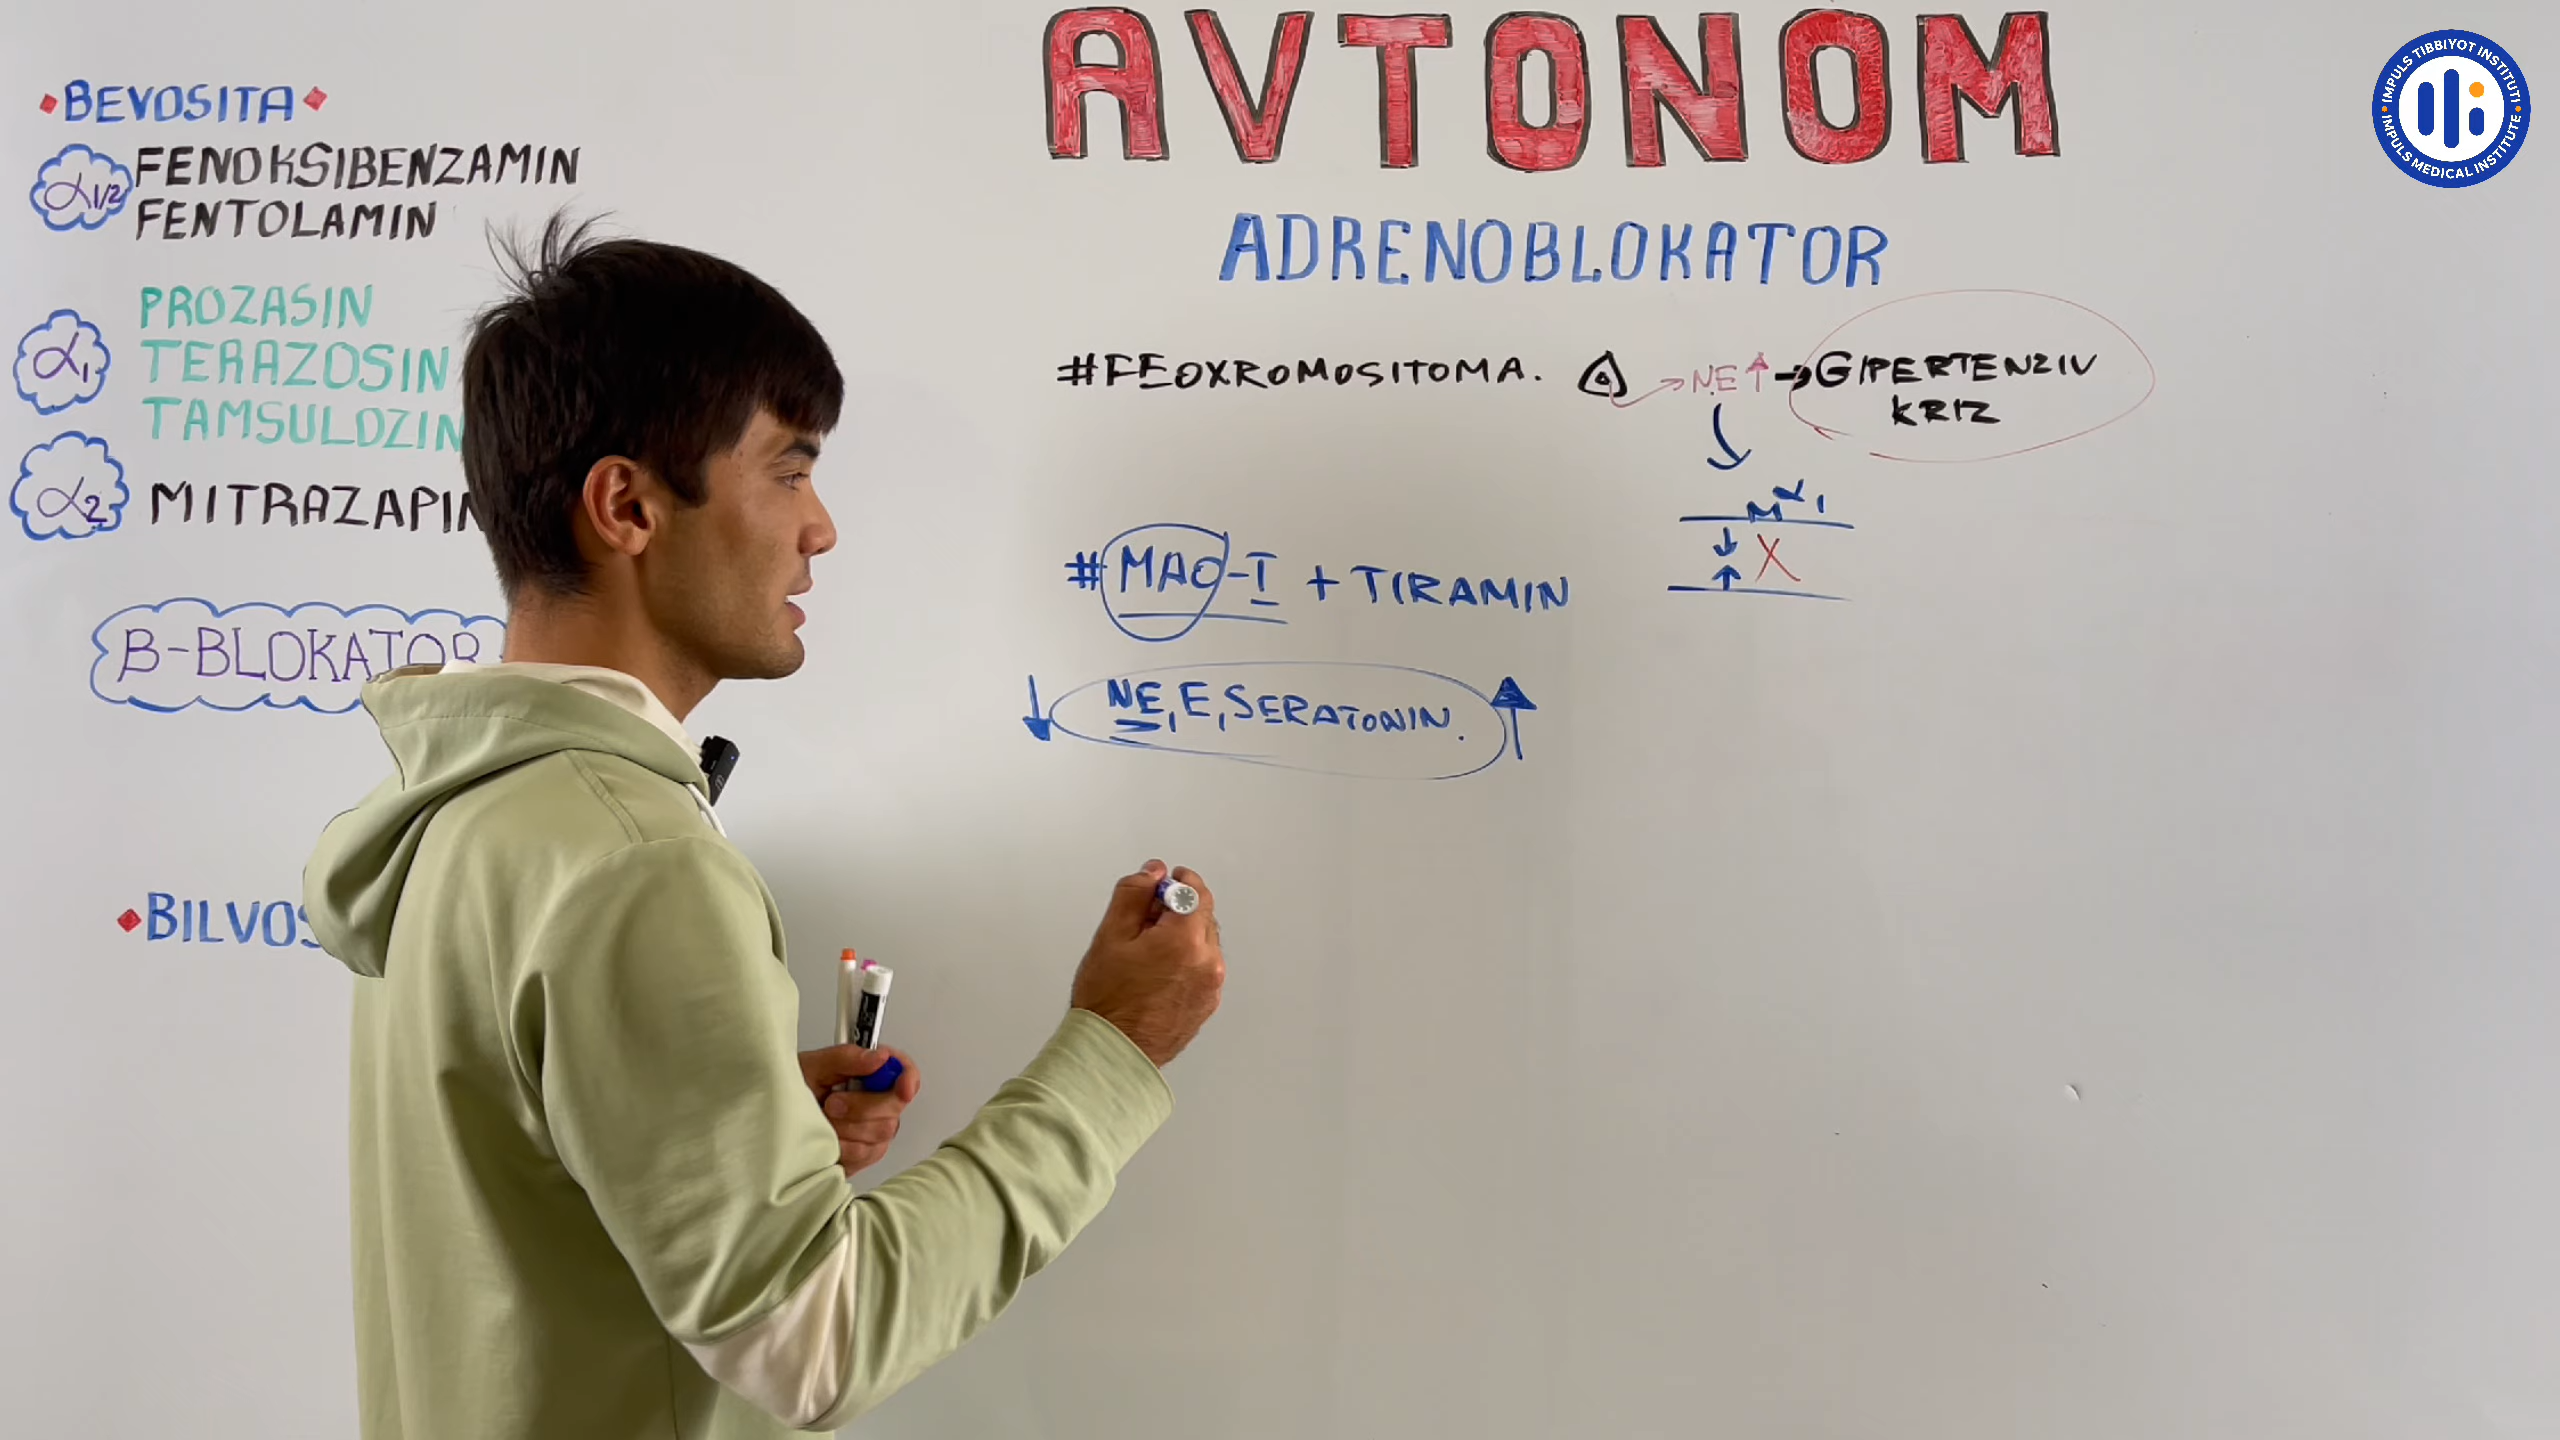 AVTONOM
ADRENOBLOKATOR
•BEVOSITA•
α1/2 FENOKSIBENZAMIN
FENTOLAMIN
α1 PROZASIN
TERAZOSIN
TAMSULOZIN
α2 MITRAZAPIN
B-BLOKATOR
•BILVOS
#FEOXROMOSITOMA. → NE↑ → GIPERTENZIV
KRIZ
α1
X
#MAO-I + TIRAMIN
↓ NE, E, SERATONIN. ↑
IMPULS TIBBIYOT INSTITUTI
IMPULS MEDICAL INSTITUTE